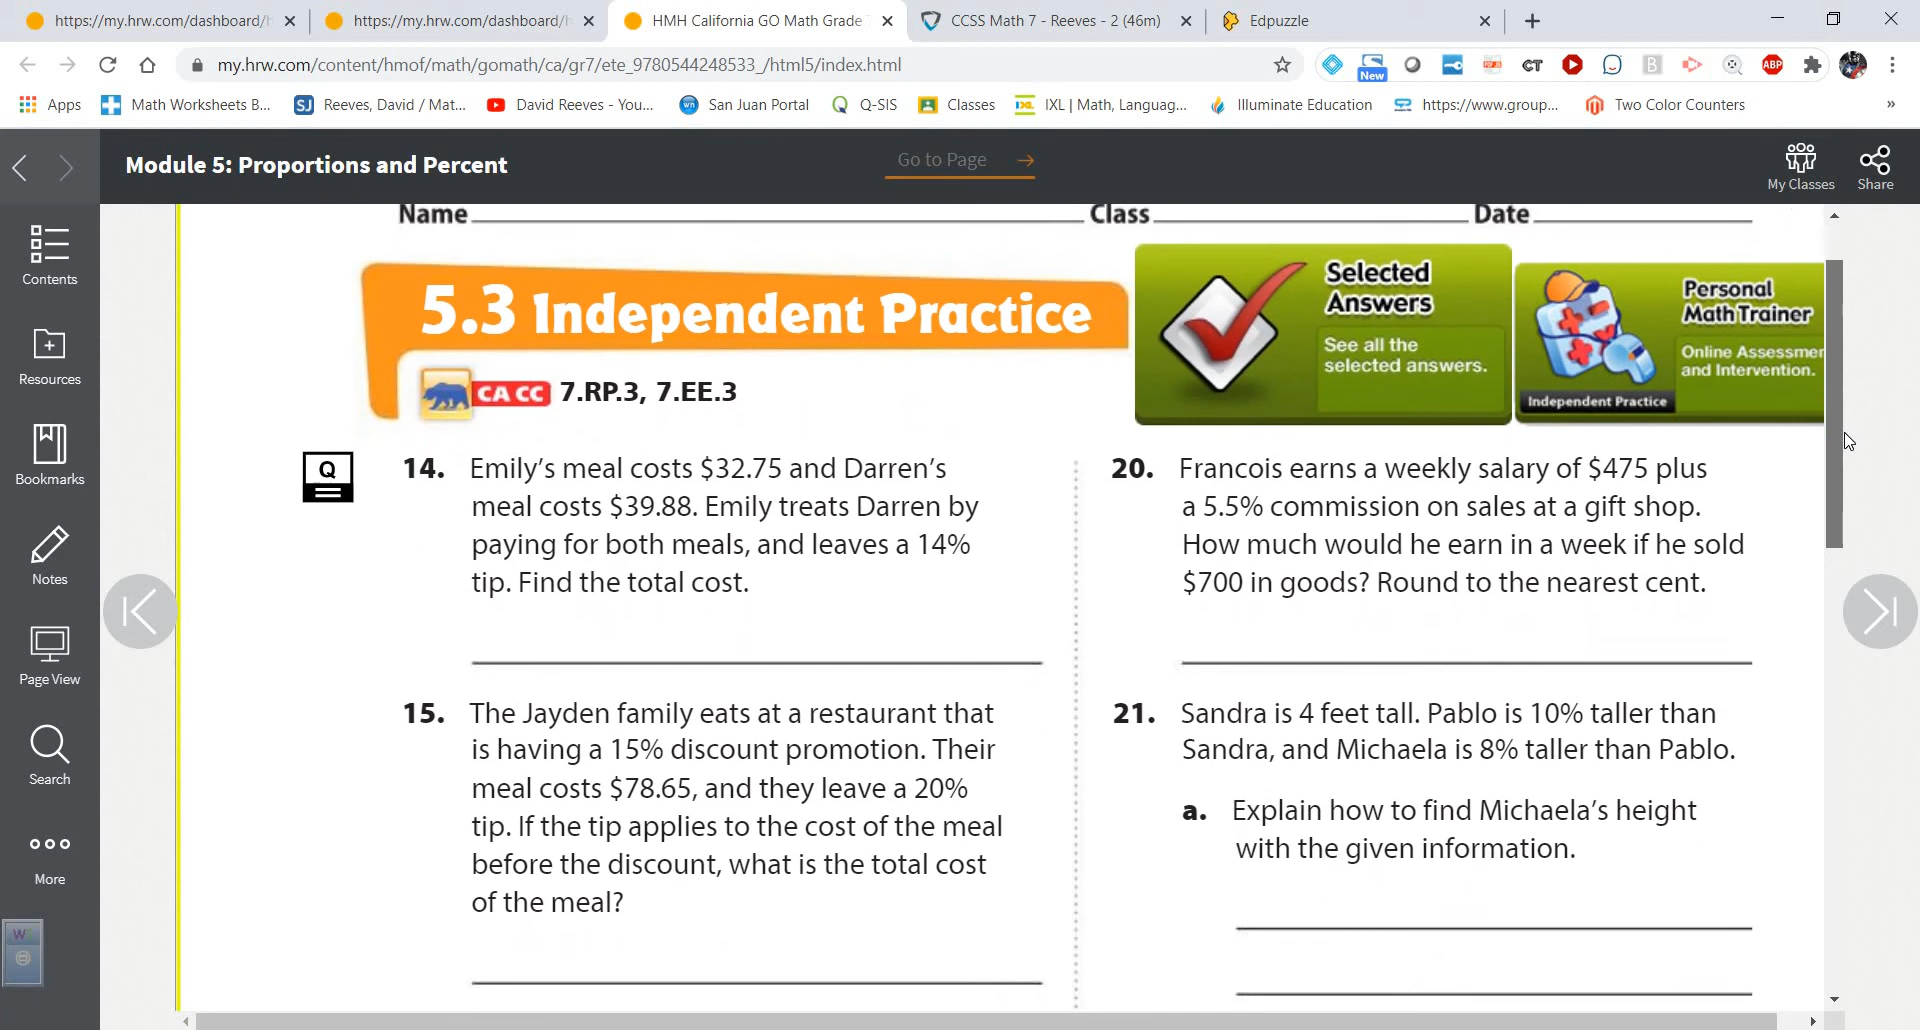 https://my.hrw.com/dashboard/h
https://my.hrw.com/dashboard/h
HMH California GO Math Grade 7
CCSS Math 7 - Reeves - 2 (46m)
Edpuzzle
my.hrw.com/content/hmof/math/gomath/ca/gr7/ete_9780544248533_/html5/index.html
New
CT
B
ABP
Apps
Math Worksheets B...
SJ
Reeves, David / Mat...
David Reeves - You...
wn
San Juan Portal
Q-SIS
Classes
IXL
IXL | Math, Languag...
Illuminate Education
https://www.group...
Two Color Counters
»
Module 5: Proportions and Percent
Go to Page
My Classes
Share
Contents
Resources
Bookmarks
Notes
Page View
Search
More
Name
Class
Date
5.3 Independent Practice
CA CC 7.RP.3, 7.EE.3
Selected
Answers
See all the
selected answers.
Personal
Math Trainer
Online Assessmen
and Intervention.
Independent Practice
Q
14. Emily's meal costs $32.75 and Darren's
meal costs $39.88. Emily treats Darren by
paying for both meals, and leaves a 14%
tip. Find the total cost.
15. The Jayden family eats at a restaurant that
is having a 15% discount promotion. Their
meal costs $78.65, and they leave a 20%
tip. If the tip applies to the cost of the meal
before the discount, what is the total cost
of the meal?
20. Francois earns a weekly salary of $475 plus
a 5.5% commission on sales at a gift shop.
How much would he earn in a week if he sold
$700 in goods? Round to the nearest cent.
21. Sandra is 4 feet tall. Pablo is 10% taller than
Sandra, and Michaela is 8% taller than Pablo.
a. Explain how to find Michaela's height
with the given information.